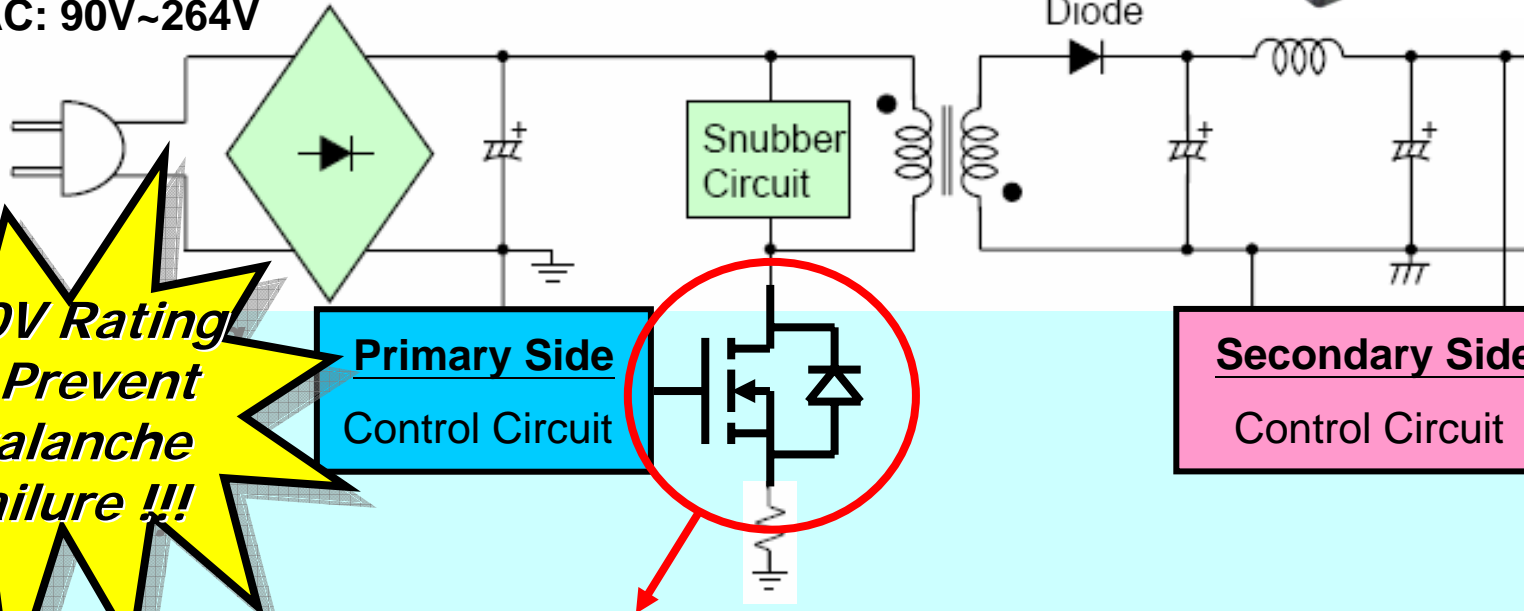 AC: 90V~264V
Diode
Snubber
Circuit
0V Rating
Prevent
alanche
ailure !!!
Primary Side
Control Circuit
Secondary Side
Control Circuit